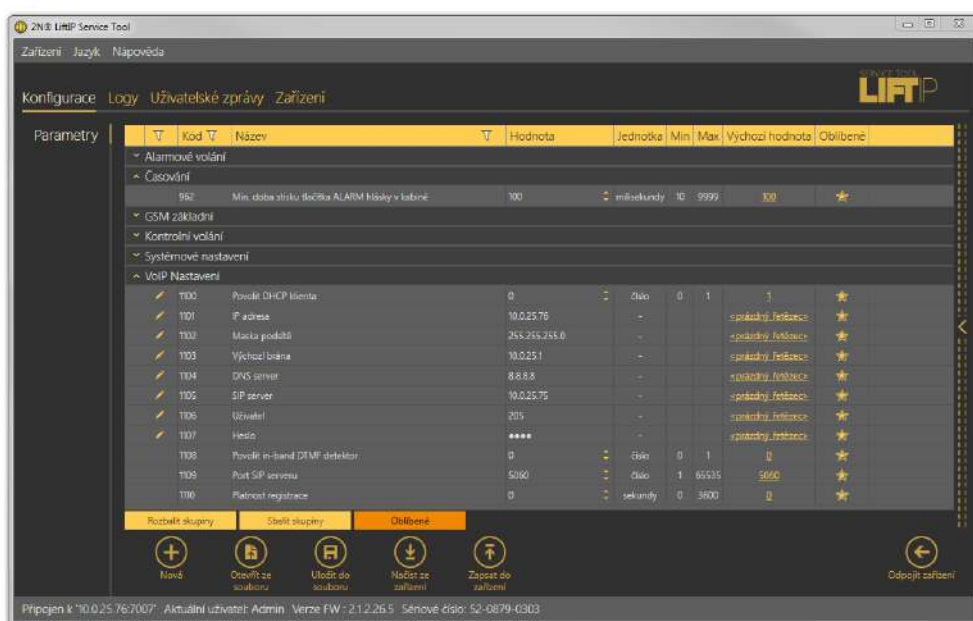 2N® LiftIP Service Tool
Zařízení Jazyk Nápověda
SERVICE TOOL
LIFTIP
Konfigurace Logy Uživatelské zprávy Zařízení
Parametry
Kód Název Hodnota Jednotka Min Max Výchozí hodnota Oblíbené
Alarmové volání
Časování
962 Min. doba stisku tlačítka ALARM hlásky v kabině 100 milisekundy 10 9999 100
GSM základní
Kontrolní volání
Systémové nastavení
VoIP Nastavení
1100 Povolit DHCP klienta 0 číslo 0 1 1
1101 IP adresa 10.0.25.76 - <prázdný řetězec>
1102 Maska podsítě 255.255.255.0 - <prázdný řetězec>
1103 Výchozí brána 10.0.25.1 - <prázdný řetězec>
1104 DNS server 8.8.8.8 - <prázdný řetězec>
1105 SIP server 10.0.25.75 - <prázdný řetězec>
1106 Uživatel 205 - <prázdný řetězec>
1107 Heslo •••• - <prázdný řetězec>
1108 Povolit in-band DTMF detektor 0 číslo 0 1 0
1109 Port SIP serveru 5060 číslo 1 65535 5060
1110 Platnost registrace 0 sekundy 0 3600 0
Rozbalit skupiny Sbalit skupiny Oblíbené
Nová Otevřít ze souboru Uložit do souboru Načíst ze zařízení Zapsat do zařízení Odpojit zařízení
Připojen k "10.0.25.76:7007" Aktuální uživatel: Admin Verze FW : 2.1.2.26.5 Sériové číslo: 52-0879-0303